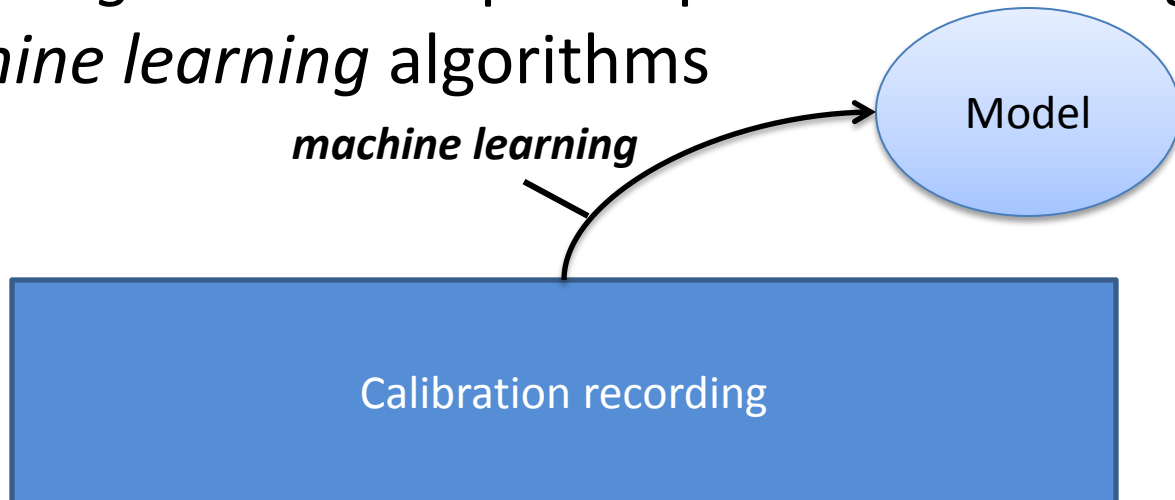 ine learning algorithms
machine learning
Model
Calibration recording